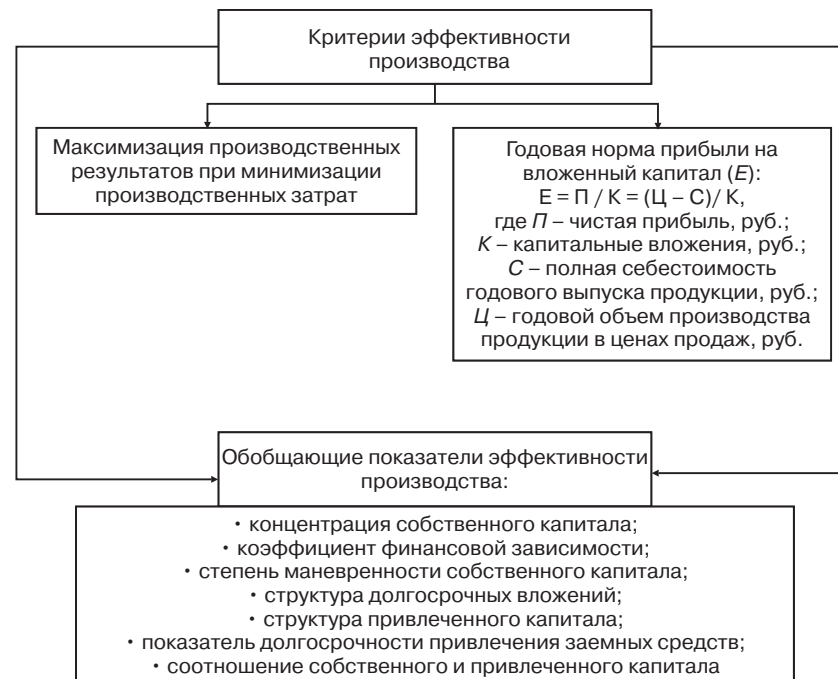 Критерии эффективности
производства
Максимизация производственных
результатов при минимизации
производственных затрат
Годовая норма прибыли на
вложенный капитал (Е):
Е = П / К = (Ц – С)/ К,
где П – чистая прибыль, руб.;
К – капитальные вложения, руб.;
С – полная себестоимость
годового выпуска продукции, руб.;
Ц – годовой объем производства
продукции в ценах продаж, руб.
Обобщающие показатели эффективности
производства:
• концентрация собственного капитала;
• коэффициент финансовой зависимости;
• степень маневренности собственного капитала;
• структура долгосрочных вложений;
• структура привлеченного капитала;
• показатель долгосрочности привлечения заемных средств;
• соотношение собственного и привлеченного капитала